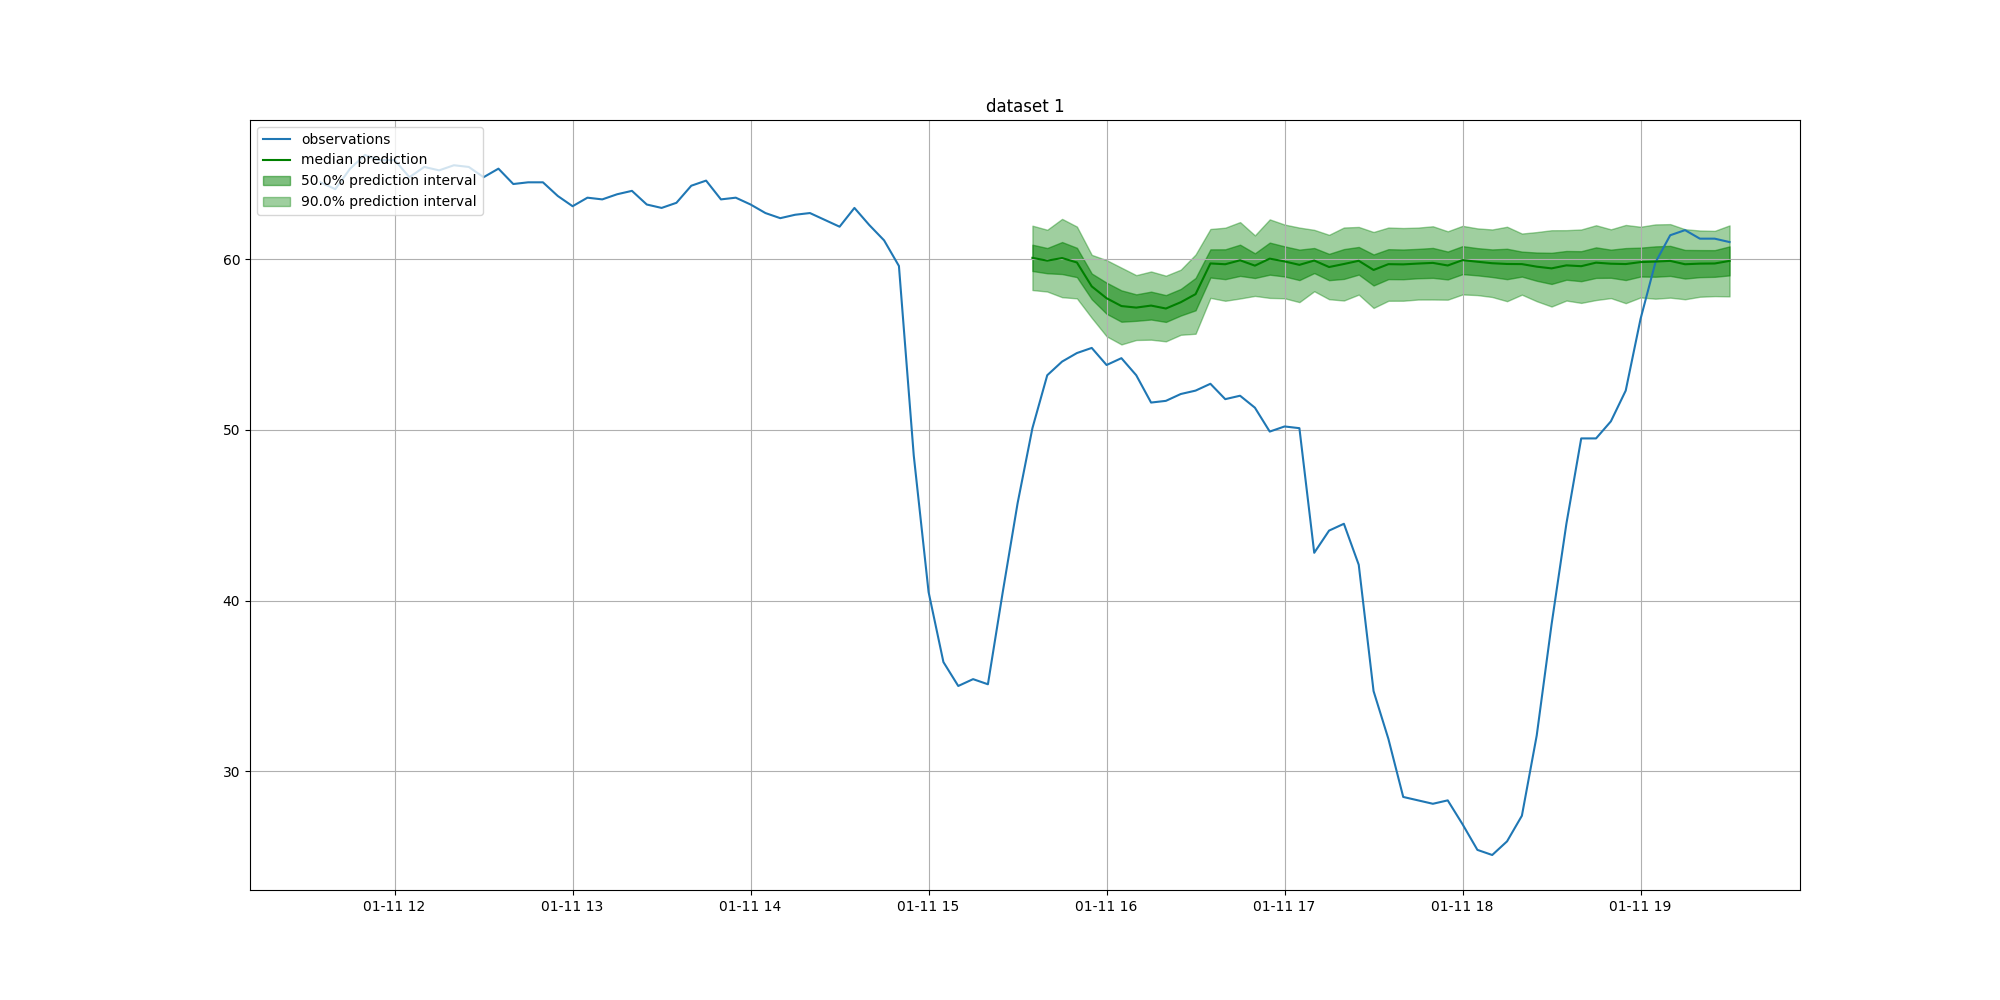 dataset 1
observations
median prediction
50.0% prediction interval
90.0% prediction interval
60
50
40
30
01-11 12 01-11 13 01-11 14 01-11 15 01-11 16 01-11 17 01-11 18 01-11 19